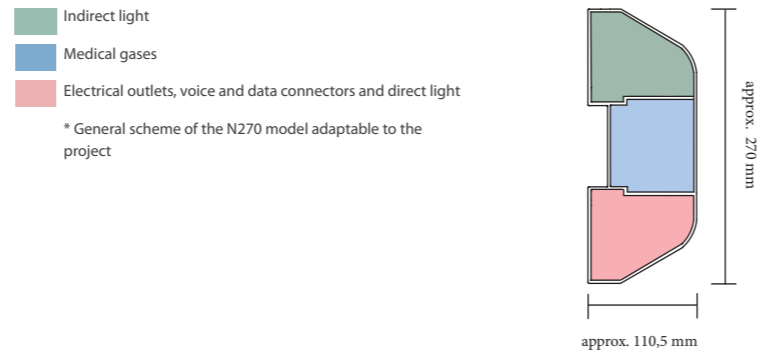 Indirect light
Medical gases
Electrical outlets, voice and data connectors and direct light
* General scheme of the N270 model adaptable to the
project
approx. 270 mm
approx. 110,5 mm